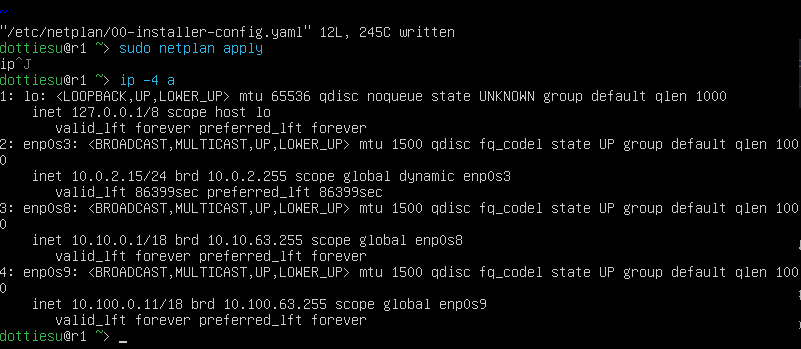 ~
"/etc/netplan/00-installer-config.yaml" 12L, 245C written
dottiesu@r1 ~> sudo netplan apply
ip^J
dottiesu@r1 ~> ip -4 a
1: lo: <LOOPBACK,UP,LOWER_UP> mtu 65536 qdisc noqueue state UNKNOWN group default qlen 1000
    inet 127.0.0.1/8 scope host lo
       valid_lft forever preferred_lft forever
2: enp0s3: <BROADCAST,MULTICAST,UP,LOWER_UP> mtu 1500 qdisc fq_codel state UP group default qlen 100
0
    inet 10.0.2.15/24 brd 10.0.2.255 scope global dynamic enp0s3
       valid_lft 86399sec preferred_lft 86399sec
3: enp0s8: <BROADCAST,MULTICAST,UP,LOWER_UP> mtu 1500 qdisc fq_codel state UP group default qlen 100
0
    inet 10.10.0.1/18 brd 10.10.63.255 scope global enp0s8
       valid_lft forever preferred_lft forever
4: enp0s9: <BROADCAST,MULTICAST,UP,LOWER_UP> mtu 1500 qdisc fq_codel state UP group default qlen 100
0
    inet 10.100.0.11/18 brd 10.100.63.255 scope global enp0s9
       valid_lft forever preferred_lft forever
dottiesu@r1 ~> _